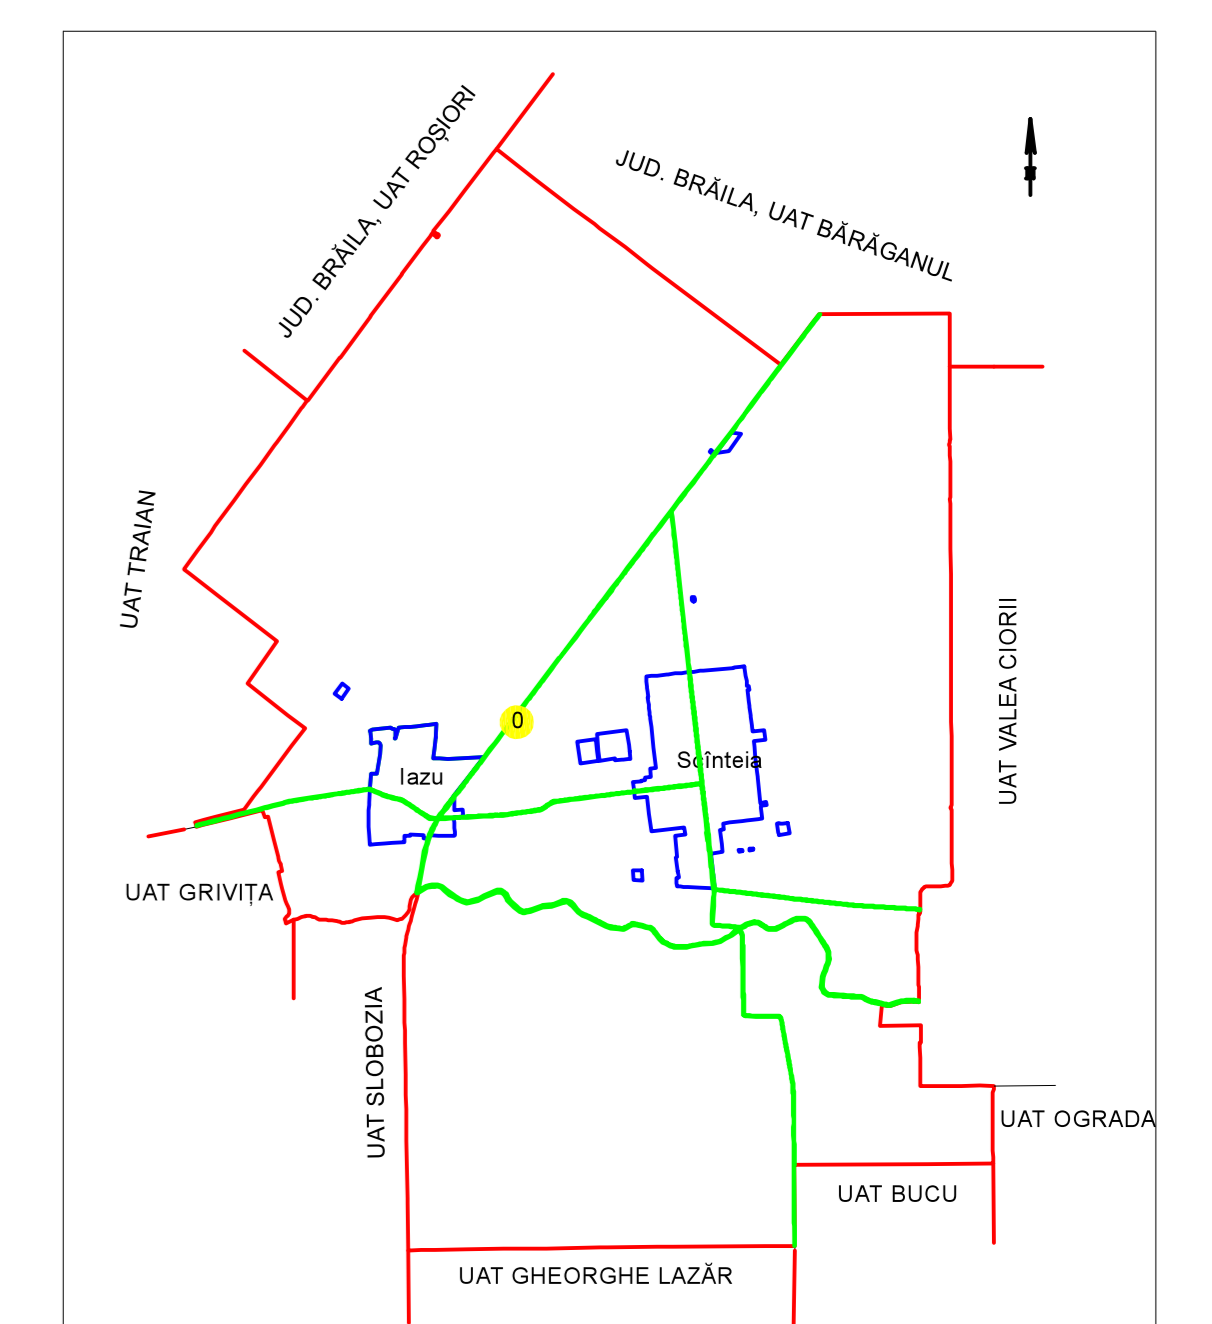 JUD. BRĂILA, UAT ROȘIORI
JUD. BRĂILA, UAT BĂRĂGANUL
UAT TRAIAN
UAT VALEA CIORII
0
Scînteia
Iazu
UAT GRIVIȚA
UAT SLOBOZIA
UAT OGRADA
UAT BUCU
UAT GHEORGHE LAZĂR